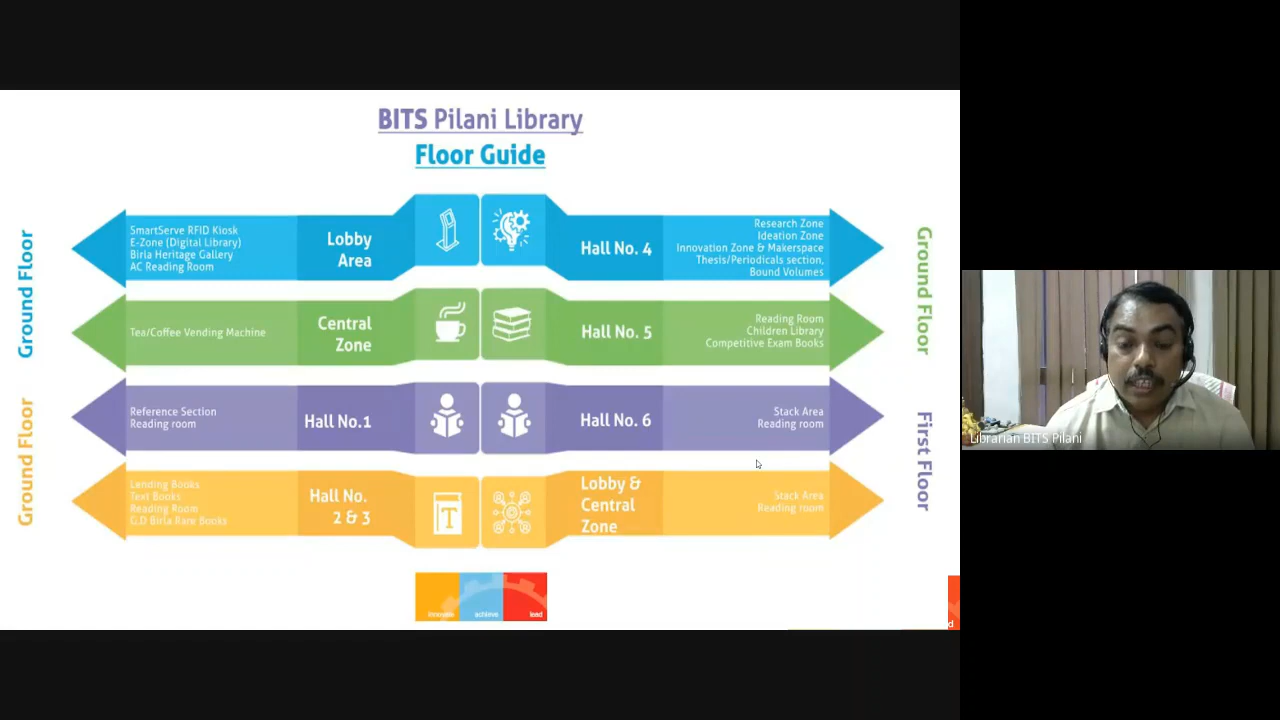 BITS Pilani Library
Floor Guide
Ground Floor
SmartServe RFID Kiosk
E-Zone (Digital Library)
Birla Heritage Gallery
AC Reading Room
Lobby
Area
Hall No. 4
Research Zone
Ideation Zone
Innovation Zone & Makerspace
Thesis/Periodicals section,
Bound Volumes
Ground Floor
Tea/Coffee Vending Machine
Central
Zone
Hall No. 5
Reading Room
Children Library
Competitive Exam Books
Ground Floor
Reference Section
Reading room
Hall No.1
Hall No. 6
Stack Area
Reading room
First Floor
Lending Books
Text Books
Reading Room
G.D Birla Rare Books
Hall No.
2 & 3
T
Lobby &
Central
Zone
Stack Area
Reading room
innovate achieve lead
d
Librarian BITS Pilani